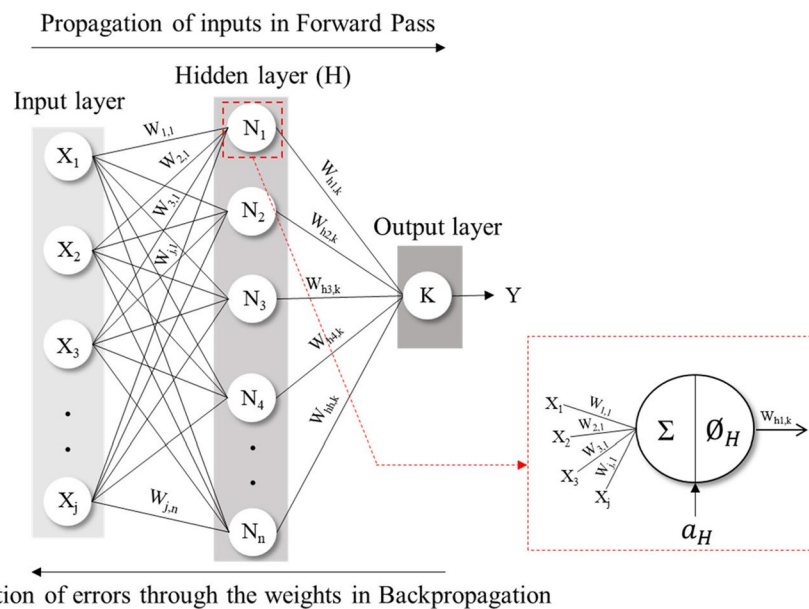 Propagation of inputs in Forward Pass
Hidden layer (H)
Input layer
Output layer
X1
X2
X3
Xj
W1,1
W2,1
W3,1
Wj,1
Wj,n
N1
N2
N3
N4
Nn
Wh1,k
Wh2,k
Wh3,k
Wh4,k
Whh,k
K
Y
X1
X2
X3
Xj
W1,1
W2,1
W3,1
Wj,1
Σ
ØH
Wh1,k
aH
of errors through the weights in Backpropagation